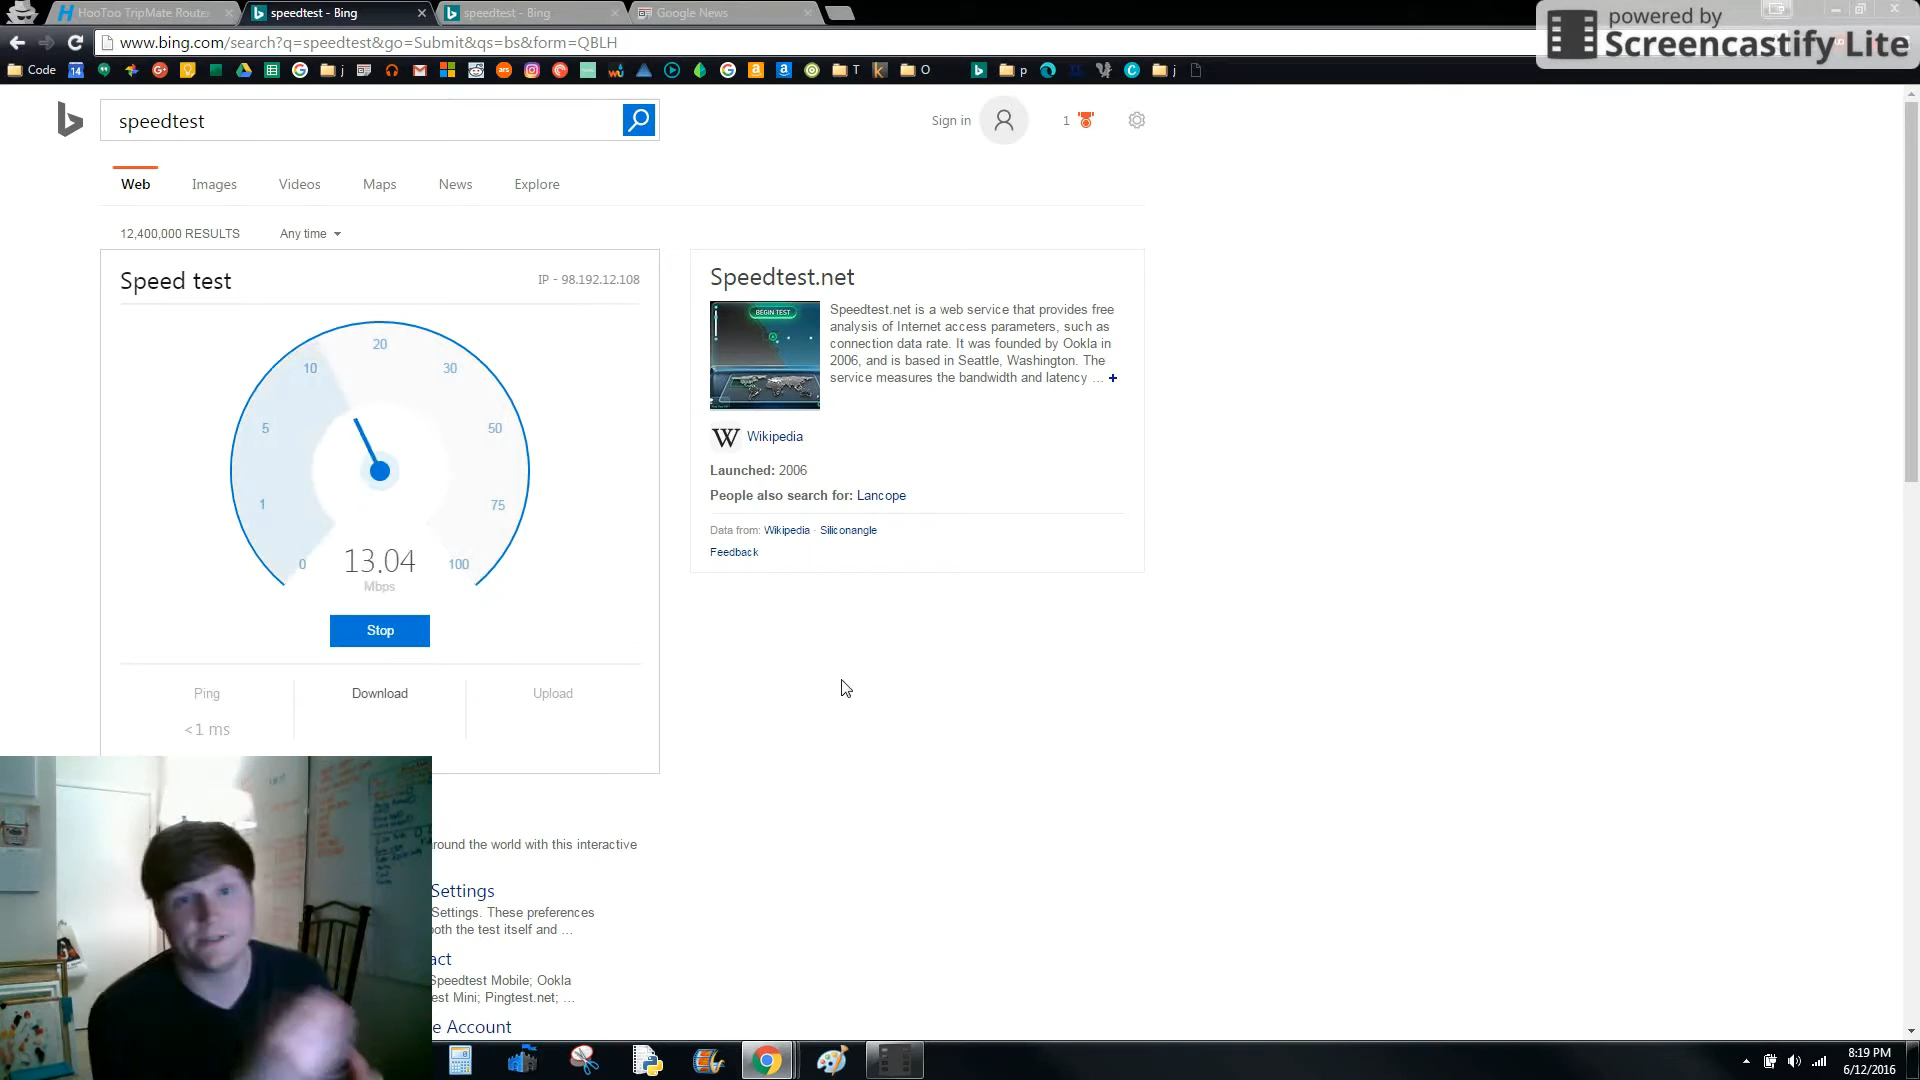 HooToo TripMate Route
speedtest - Bing
speedtest - Bing
Google News
powered by
Screencastify Lite
www.bing.com/search?q=speedtest&go=Submit&qs=bs&form=QBLH
Code
14
j
T
O
p
j
speedtest
Sign in
1
Web
Images
Videos
Maps
News
Explore
12,400,000 RESULTS
Any time
Speed test
IP - 98.192.12.108
20
10
30
5
50
1
75
0
100
13.04
Mbps
Stop
Ping
Download
Upload
<1 ms
Speedtest.net
BEGIN TEST
Speedtest.net is a web service that provides free
analysis of Internet access parameters, such as
connection data rate. It was founded by Ookla in
2006, and is based in Seattle, Washington. The
service measures the bandwidth and latency ... +
W Wikipedia
Launched: 2006
People also search for: Lancope
Data from: Wikipedia · Siliconangle
Feedback
round the world with this interactive
Settings
Settings. These preferences
oth the test itself and ...
act
Speedtest Mobile; Ookla
est Mini; Pingtest.net; ...
e Account
8:19 PM
6/12/2016